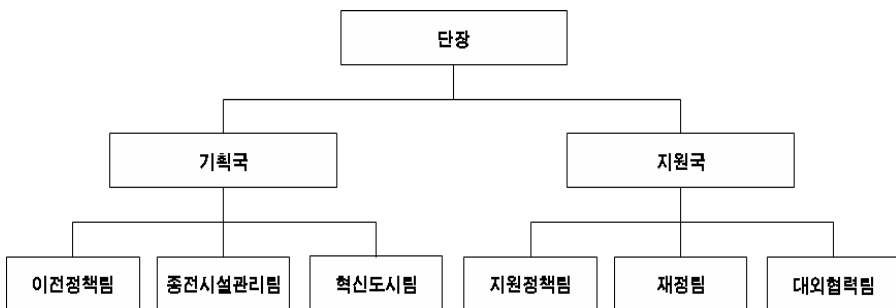 단장
기획국
지원국
이전정책팀
종전시설관리팀
혁신도시팀
지원정책팀
재정팀
대외협력팀